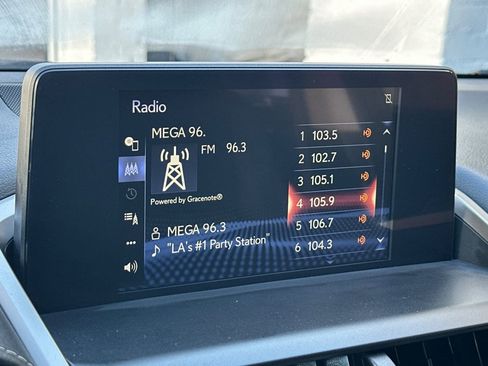 Radio
MEGA 96.
FM 96.3
Powered by Gracenote®
MEGA 96.3
"LA's #1 Party Station"
1 103.5
2 102.7
3 105.1
4 105.9
5 106.7
6 104.3